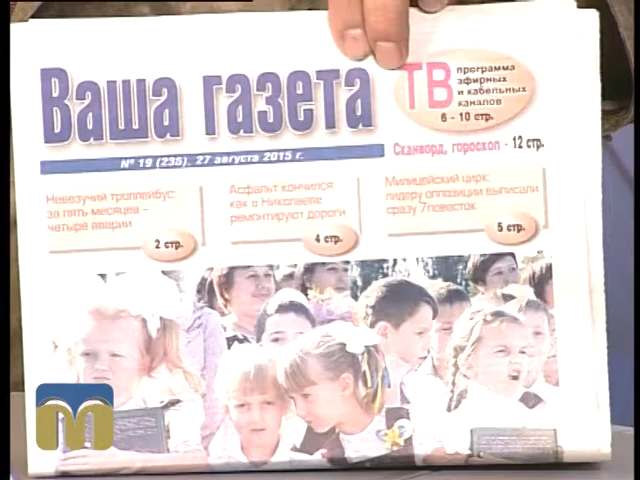 Ваша газета
ТВ
программа
эфирных
и кабельных
каналов
6 - 10 стр.
№ 19 (235), 27 августа 2015 г.
Сканворд, гороскоп - 12 стр.
Невезучий троллейбус:
за пять месяцев -
четыре аварии
2 стр.
Асфальт кончился
как в Николаеве
ремонтируют дороги
4 стр.
Милицейский цирк:
лидеру оппозиции выписали
сразу 7 повесток
5 стр.